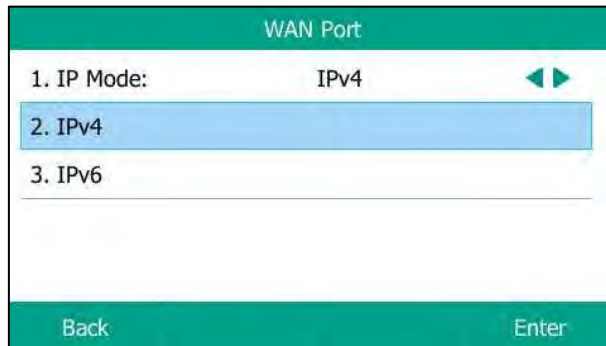 WAN Port
1. IP Mode: IPv4
2. IPv4
3. IPv6
Back Enter